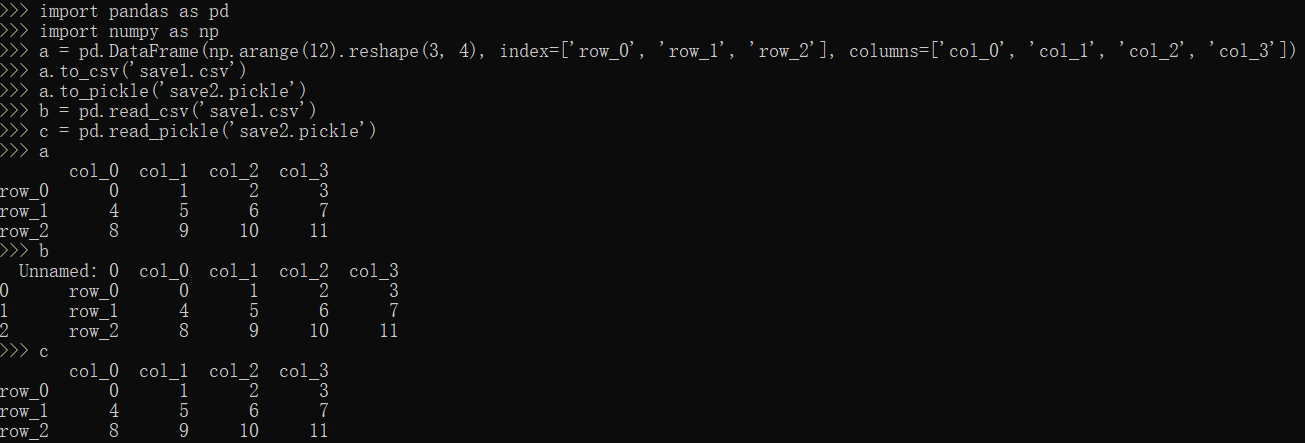 >>> import pandas as pd
>>> import numpy as np
>>> a = pd.DataFrame(np.arange(12).reshape(3, 4), index=['row_0', 'row_1', 'row_2'], columns=['col_0', 'col_1', 'col_2', 'col_3'])
>>> a.to_csv('save1.csv')
>>> a.to_pickle('save2.pickle')
>>> b = pd.read_csv('save1.csv')
>>> c = pd.read_pickle('save2.pickle')
>>> a
       col_0  col_1  col_2  col_3
row_0      0      1      2      3
row_1      4      5      6      7
row_2      8      9     10     11
>>> b
  Unnamed: 0  col_0  col_1  col_2  col_3
0      row_0      0      1      2      3
1      row_1      4      5      6      7
2      row_2      8      9     10     11
>>> c
       col_0  col_1  col_2  col_3
row_0      0      1      2      3
row_1      4      5      6      7
row_2      8      9     10     11